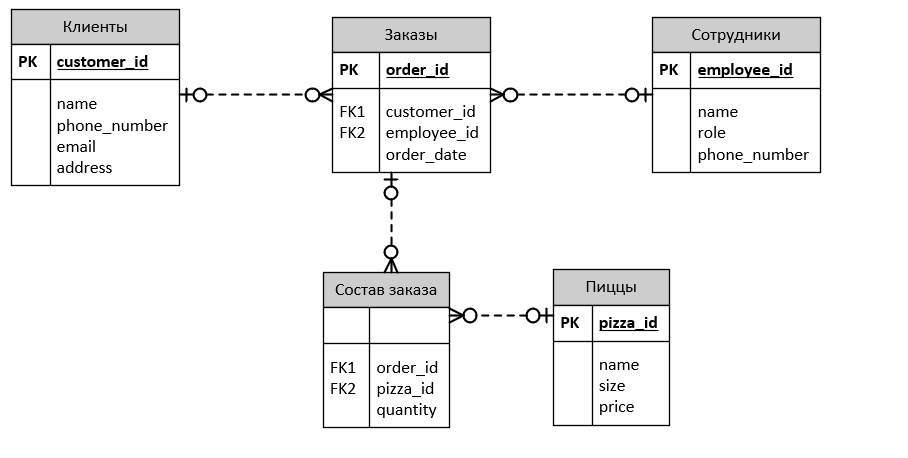 Клиенты
PK customer_id
name
phone_number
email
address
Заказы
PK order_id
FK1 customer_id
FK2 employee_id
order_date
Сотрудники
PK employee_id
name
role
phone_number
Состав заказа
FK1 order_id
FK2 pizza_id
quantity
Пиццы
PK pizza_id
name
size
price